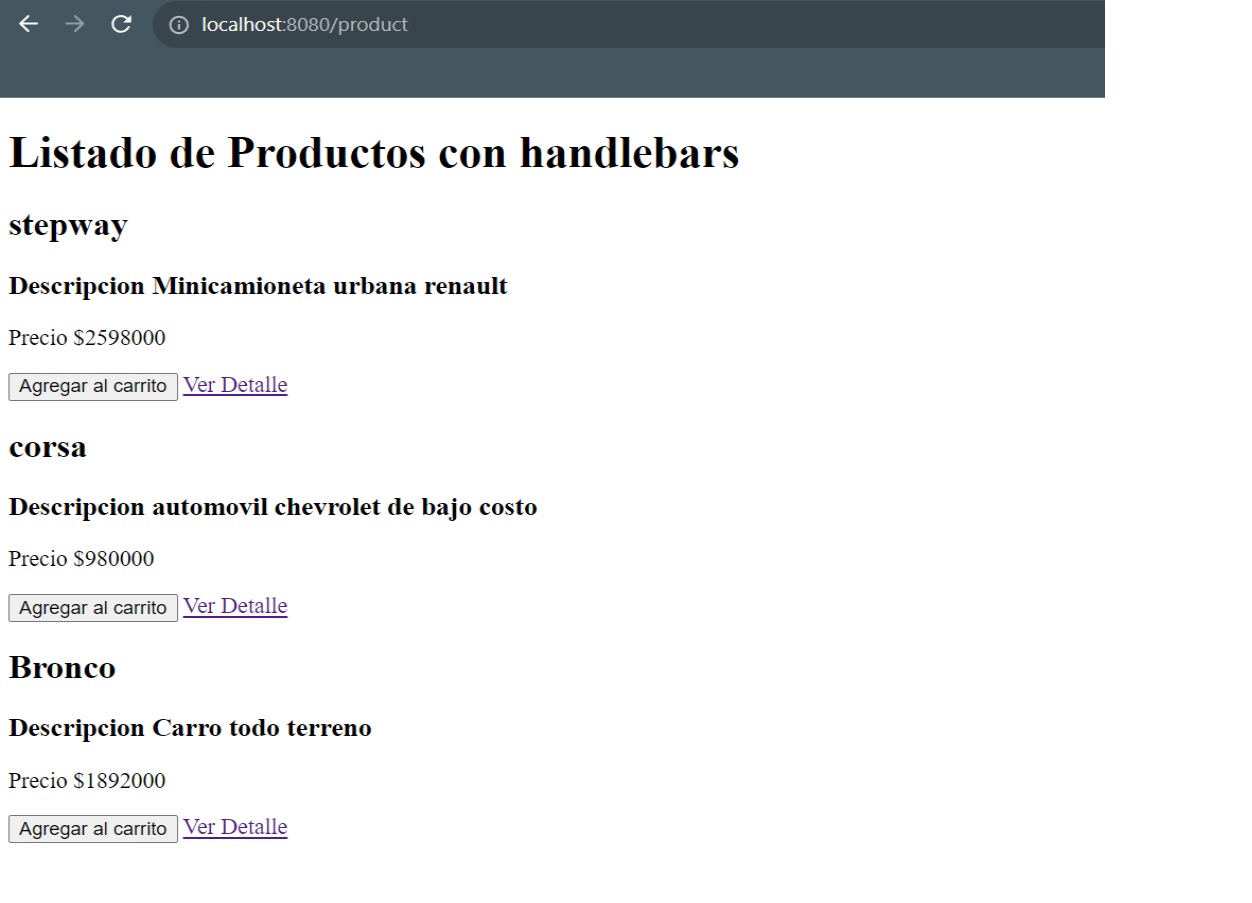 localhost:8080/product
Listado de Productos con handlebars
stepway
Descripcion Minicamioneta urbana renault
Precio $2598000
Agregar al carrito Ver Detalle
corsa
Descripcion automovil chevrolet de bajo costo
Precio $980000
Agregar al carrito Ver Detalle
Bronco
Descripcion Carro todo terreno
Precio $1892000
Agregar al carrito Ver Detalle